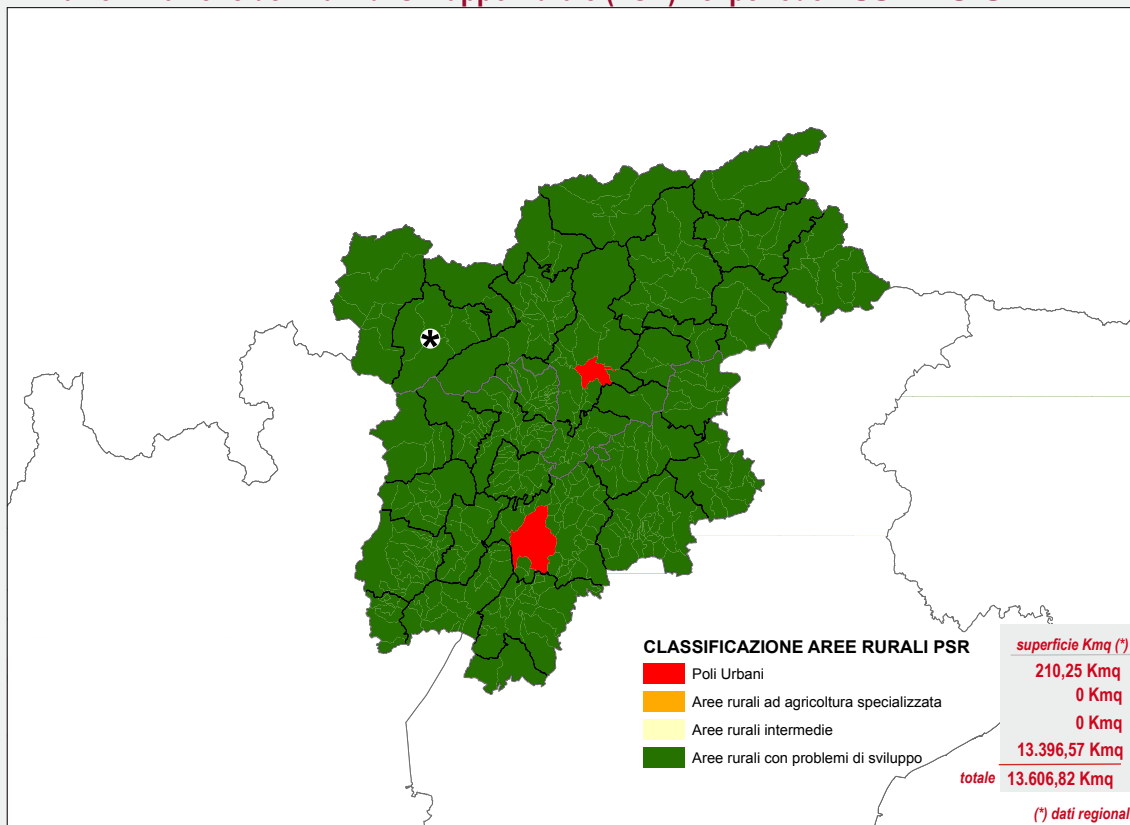 CLASSIFICAZIONE AREE RURALI PSR
superficie Kmq (*)
Poli Urbani
210,25 Kmq
Aree rurali ad agricoltura specializzata
0 Kmq
Aree rurali intermedie
0 Kmq
Aree rurali con problemi di sviluppo
13.396,57 Kmq
totale 13.606,82 Kmq
(*) dati regional